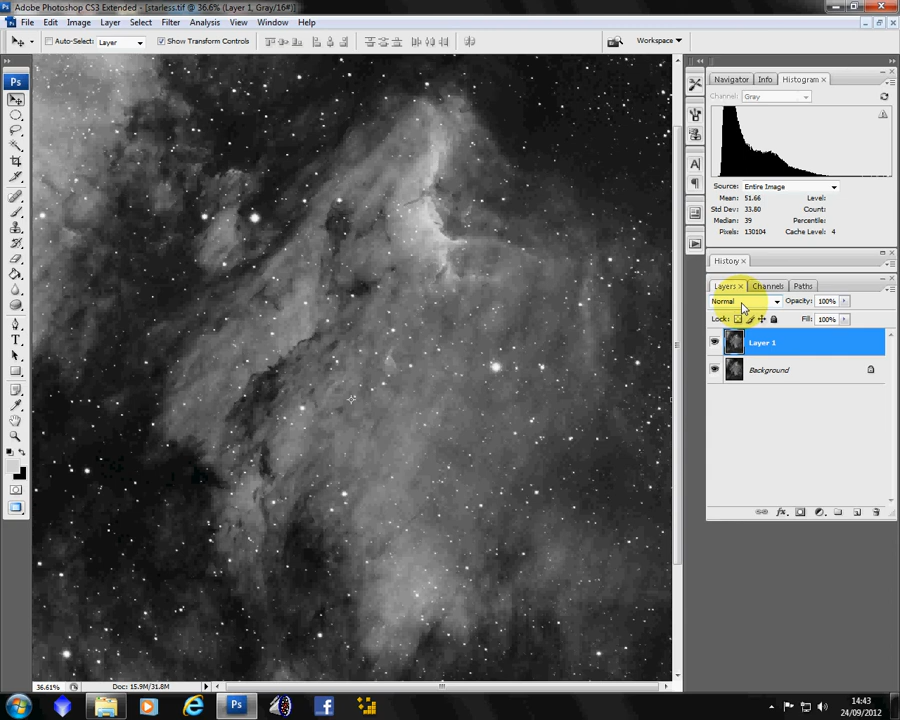 Adobe Photoshop CS3 Extended - [starless.tif @ 36.6% (Layer 1, Gray/16#)]
File Edit Image Layer Select Filter Analysis View Window Help
Auto-Select: Layer Show Transform Controls Workspace
Ps
Navigator Info Histogram x
Channel: Gray
Source: Entire Image
Mean: 51.66 Level:
Std Dev: 33.60 Count:
Median: 39 Percentile:
Pixels: 130104 Cache Level: 4
History x
Layers x Channels Paths
Normal Opacity: 100%
Lock: Fill: 100%
Layer 1
Background
36.61% Doc: 15.9M/31.8M
Ps
14:43
24/09/2012